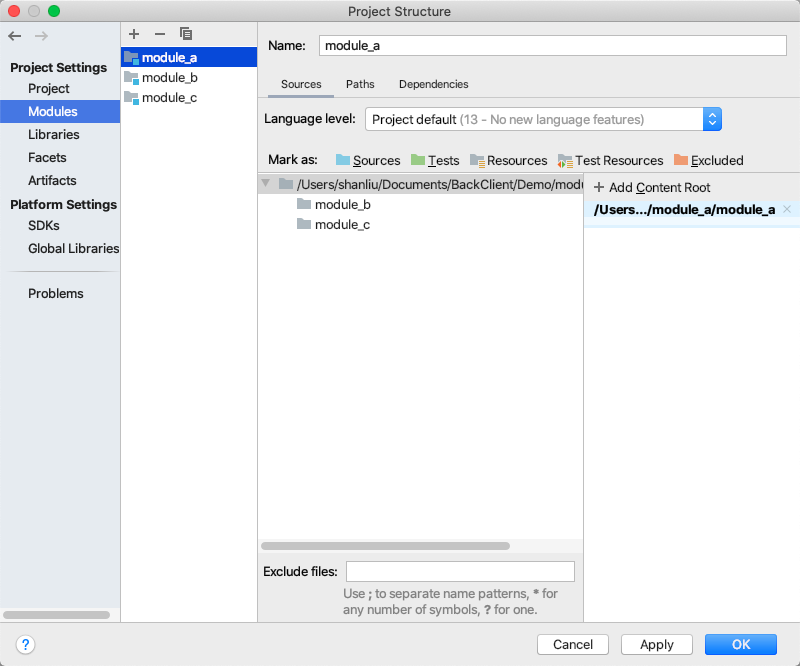 Project Structure
Project Settings
Project
Modules
Libraries
Facets
Artifacts
Platform Settings
SDKs
Global Libraries
Problems
module_a
module_b
module_c
Name: module_a
Sources Paths Dependencies
Language level: Project default (13 - No new language features)
Mark as: Sources Tests Resources Test Resources Excluded
/Users/shanliu/Documents/BackClient/Demo/modu
module_b
module_c
+ Add Content Root
/Users.../module_a/module_a
Exclude files:
Use ; to separate name patterns, * for
any number of symbols, ? for one.
? Cancel Apply OK